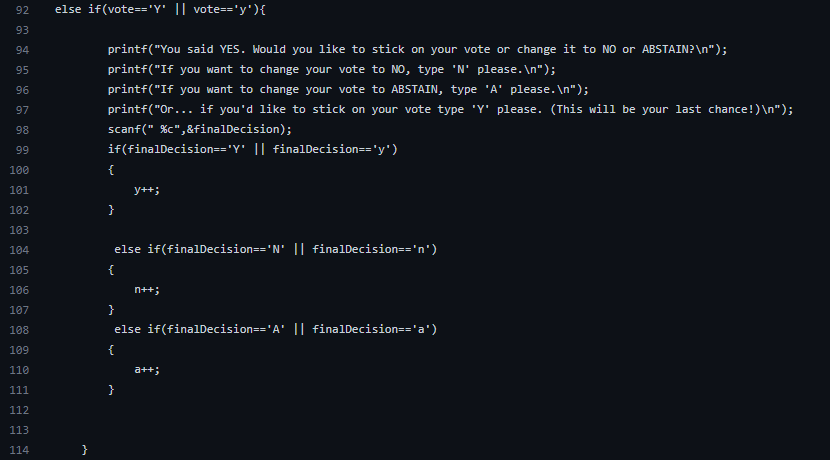 92 else if(vote=='Y' || vote=='y'){
93
94 printf("You said YES. Would you like to stick on your vote or change it to NO or ABSTAIN?\n");
95 printf("If you want to change your vote to NO, type 'N' please.\n");
96 printf("If you want to change your vote to ABSTAIN, type 'A' please.\n");
97 printf("Or... if you'd like to stick on your vote type 'Y' please. (This will be your last chance!)\n");
98 scanf(" %c",&finalDecision);
99 if(finalDecision=='Y' || finalDecision=='y')
100 {
101 y++;
102 }
103
104 else if(finalDecision=='N' || finalDecision=='n')
105 {
106 n++;
107 }
108 else if(finalDecision=='A' || finalDecision=='a')
109 {
110 a++;
111 }
112
113
114 }